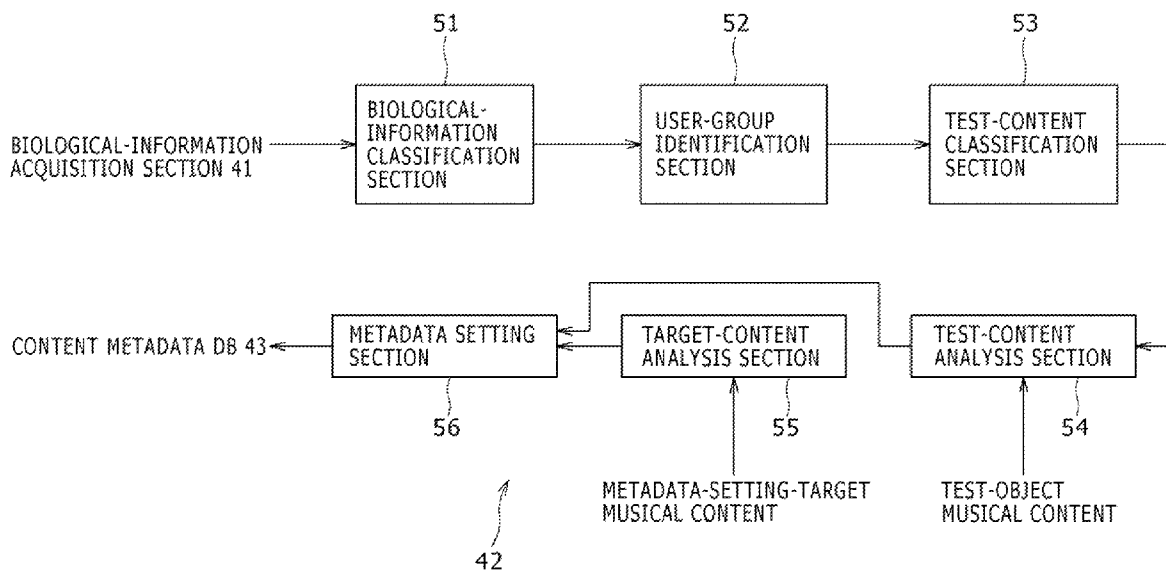 51
52
53
BIOLOGICAL-INFORMATION
ACQUISITION SECTION 41
BIOLOGICAL-
INFORMATION
CLASSIFICATION
SECTION
USER-GROUP
IDENTIFICATION
SECTION
TEST-CONTENT
CLASSIFICATION
SECTION
CONTENT METADATA DB 43
METADATA SETTING
SECTION
TARGET-CONTENT
ANALYSIS SECTION
TEST-CONTENT
ANALYSIS SECTION
56
55
54
METADATA-SETTING-TARGET
MUSICAL CONTENT
TEST-OBJECT
MUSICAL CONTENT
42